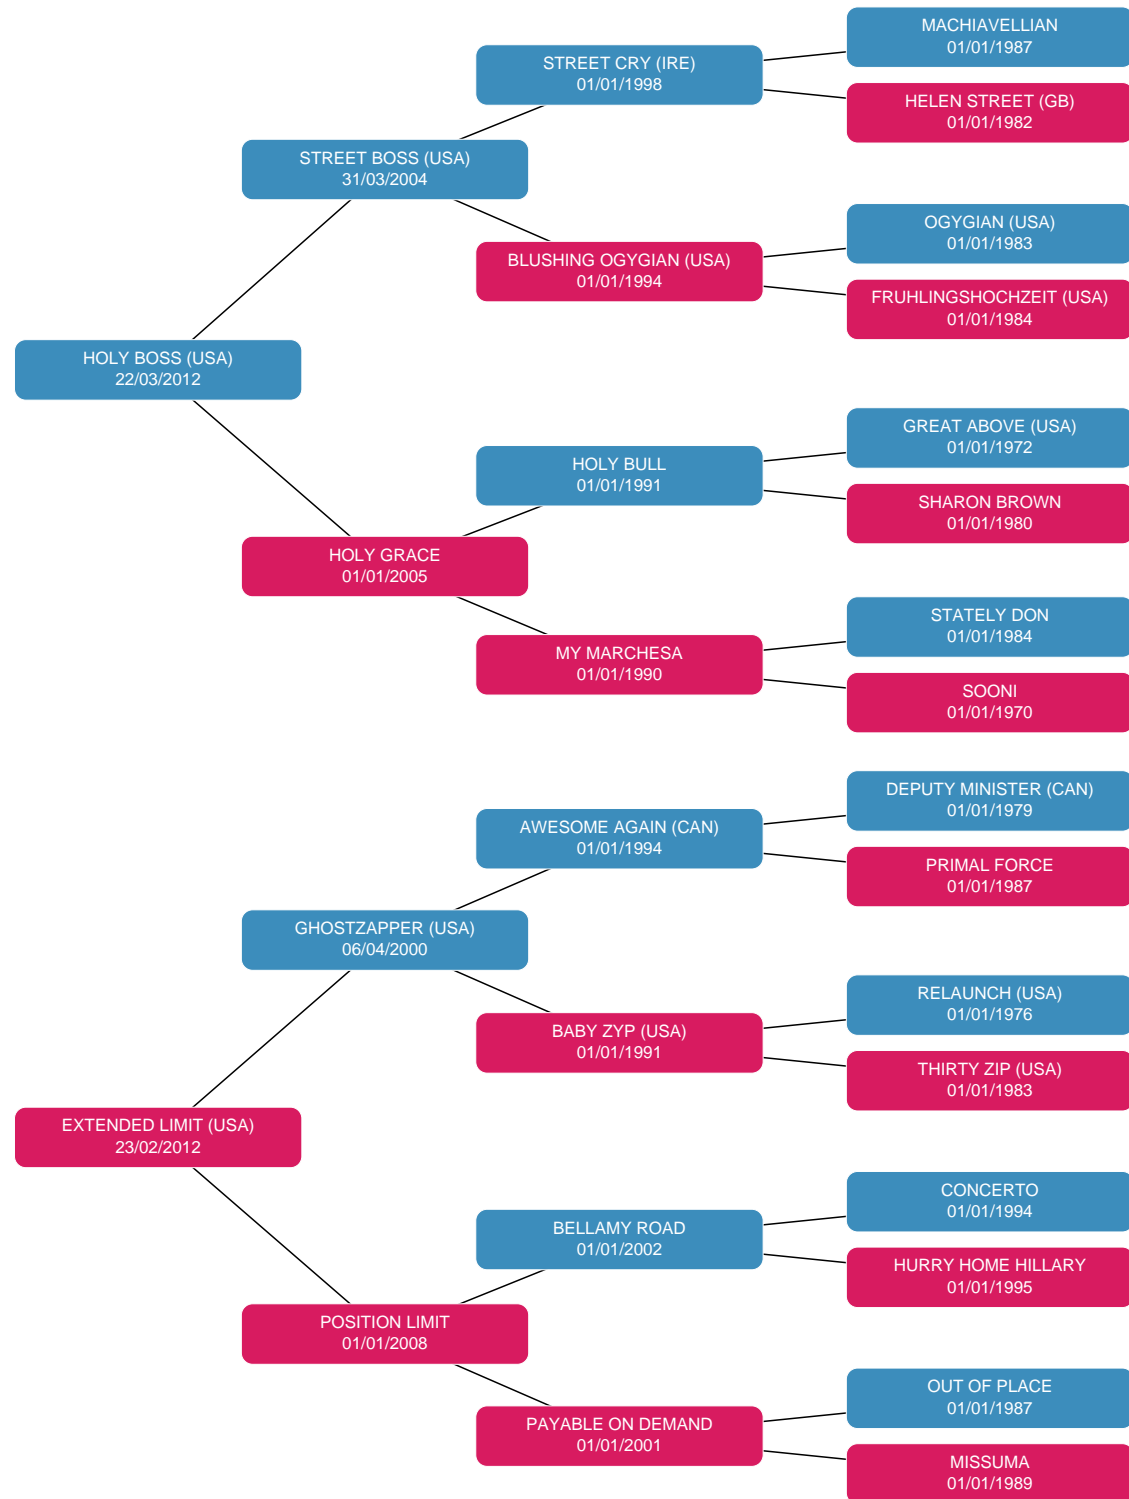 MACHIAVELLIAN
01/01/1987
STREET CRY (IRE)
01/01/1998
HELEN STREET (GB)
01/01/1982
STREET BOSS (USA)
31/03/2004
OGYGIAN (USA)
01/01/1983
BLUSHING OGYGIAN (USA)
01/01/1994
FRUHLINGSHOCHZEIT (USA)
01/01/1984
HOLY BOSS (USA)
22/03/2012
GREAT ABOVE (USA)
01/01/1972
HOLY BULL
01/01/1991
SHARON BROWN
01/01/1980
HOLY GRACE
01/01/2005
STATELY DON
01/01/1984
MY MARCHESA
01/01/1990
SOONI
01/01/1970
DEPUTY MINISTER (CAN)
01/01/1979
AWESOME AGAIN (CAN)
01/01/1994
PRIMAL FORCE
01/01/1987
GHOSTZAPPER (USA)
06/04/2000
RELAUNCH (USA)
01/01/1976
BABY ZYP (USA)
01/01/1991
THIRTY ZIP (USA)
01/01/1983
EXTENDED LIMIT (USA)
23/02/2012
CONCERTO
01/01/1994
BELLAMY ROAD
01/01/2002
HURRY HOME HILLARY
01/01/1995
POSITION LIMIT
01/01/2008
OUT OF PLACE
01/01/1987
PAYABLE ON DEMAND
01/01/2001
MISSUMA
01/01/1989